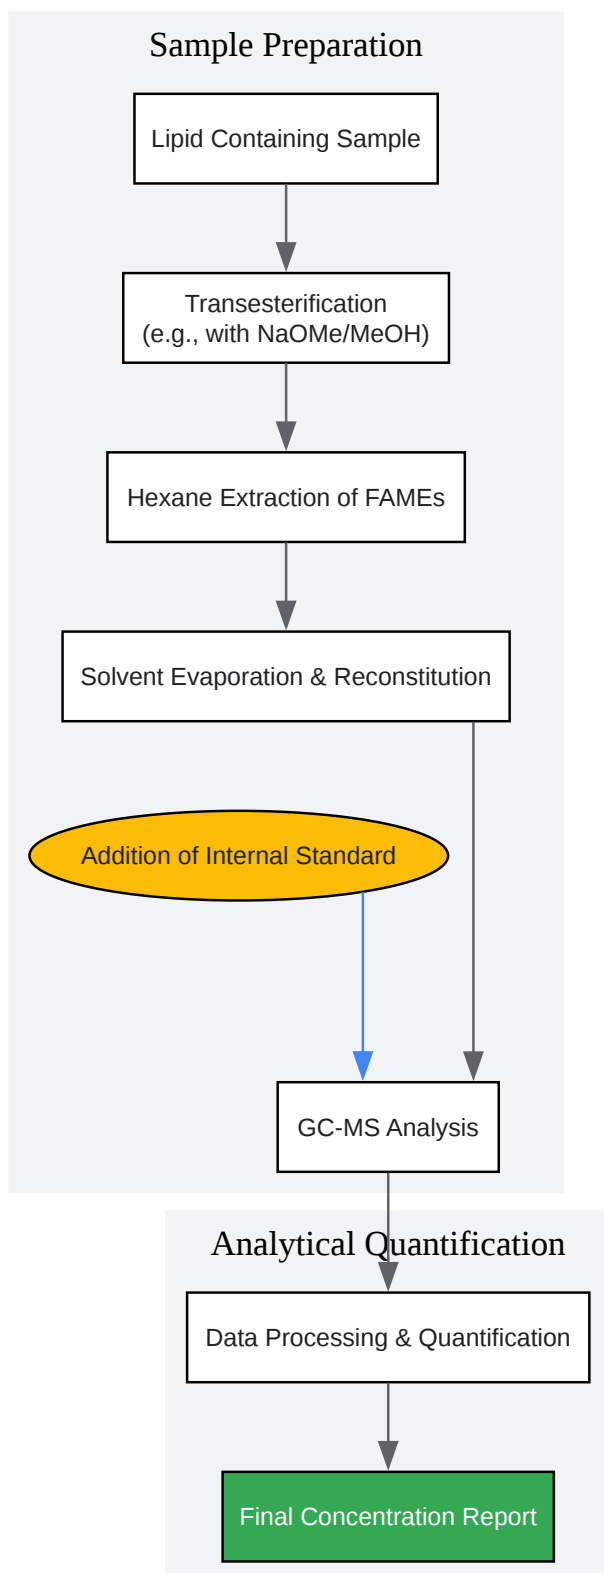 Sample Preparation
Lipid Containing Sample
Transesterification
(e.g., with NaOMe/MeOH)
Hexane Extraction of FAMEs
Solvent Evaporation & Reconstitution
Addition of Internal Standard
GC-MS Analysis
Analytical Quantification
Data Processing & Quantification
Final Concentration Report